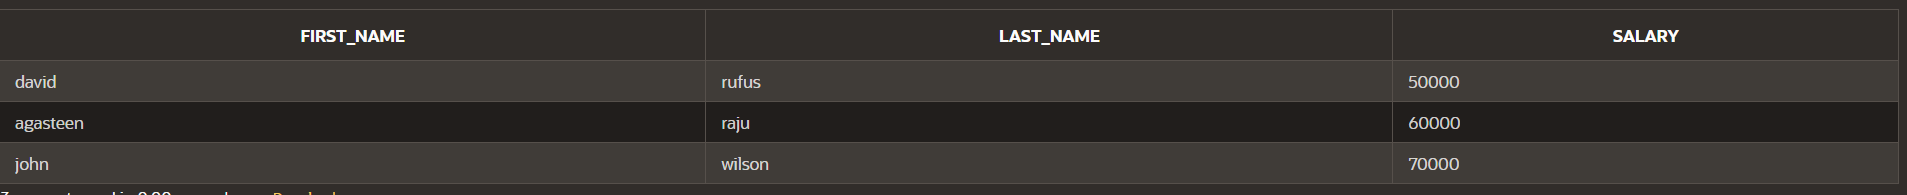 FIRST_NAME LAST_NAME SALARY
david rufus 50000
agasteen raju 60000
john wilson 70000